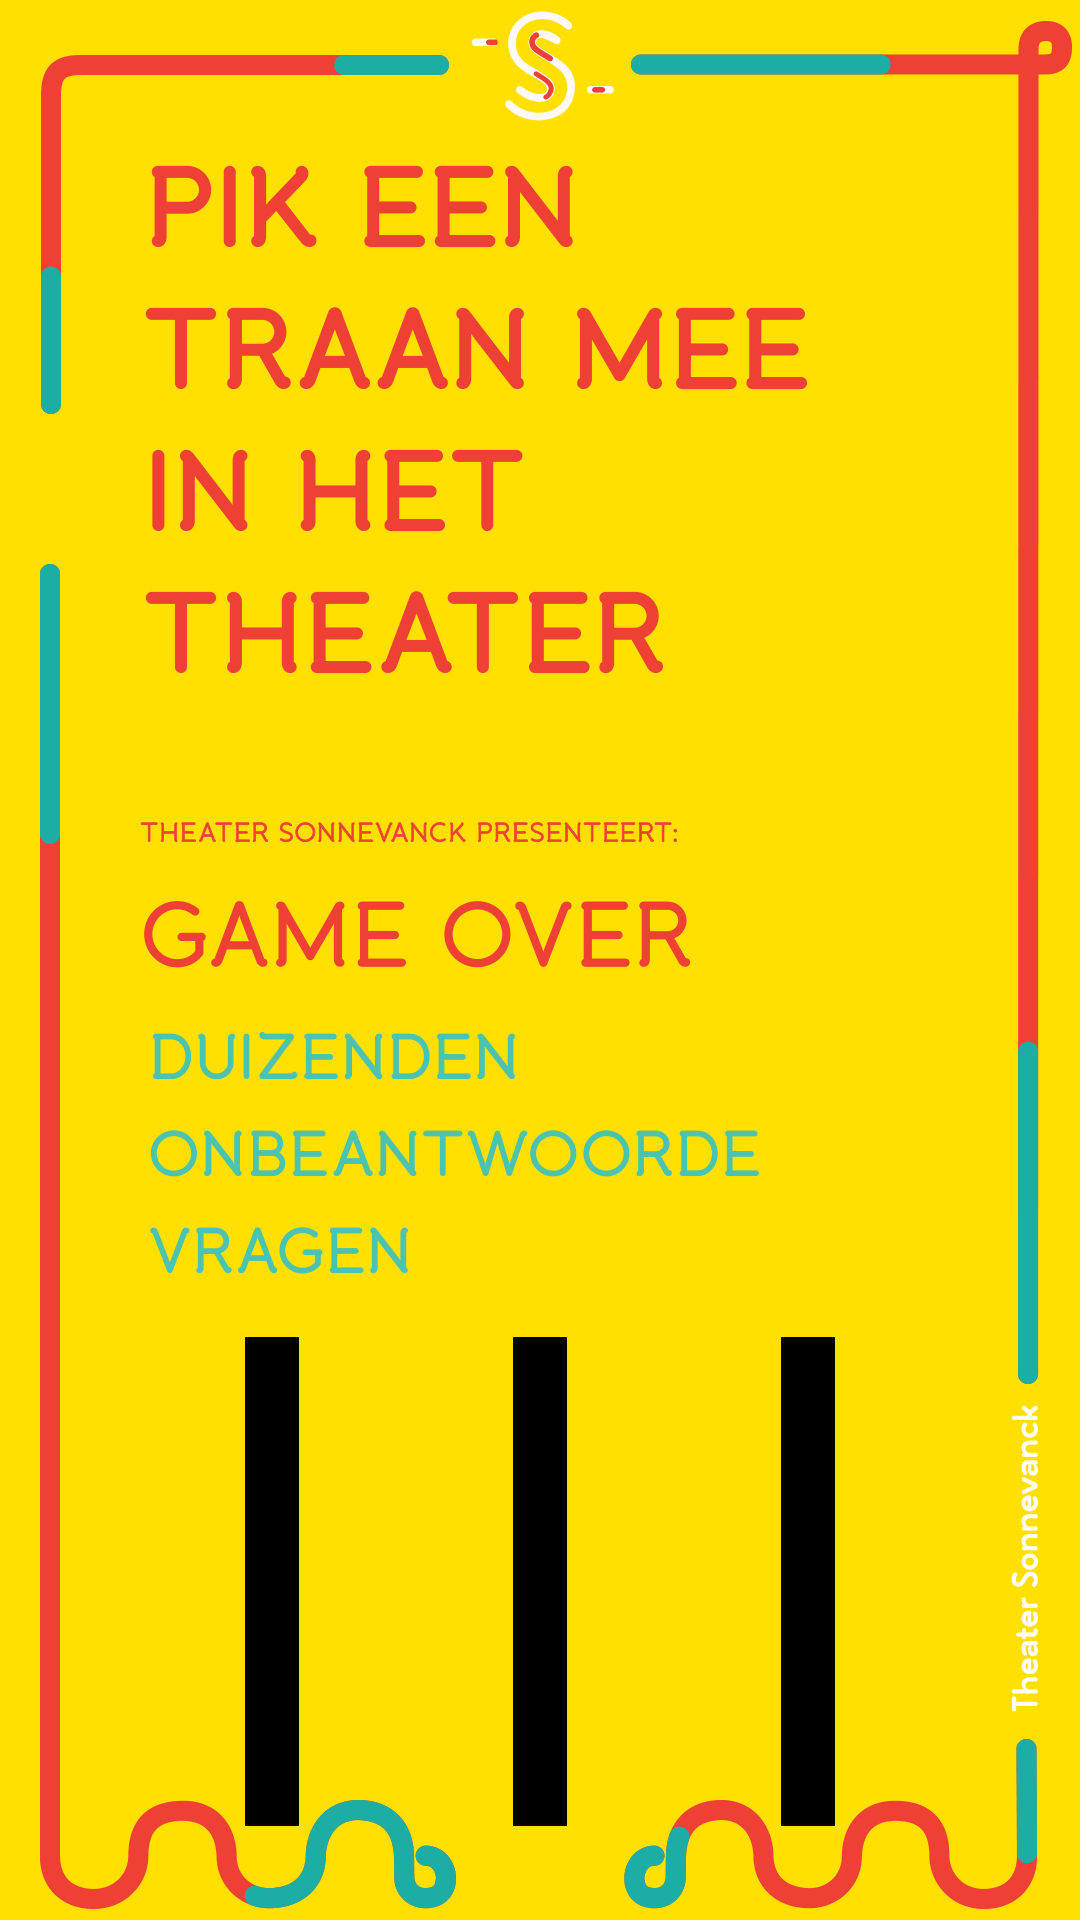 PIK EEN
TRAAN MEE
IN HET
THEATER
THEATER SONNEVANCK PRESENTEERT:
GAME OVER
DUIZENDEN
ONBEANTWOORDE
VRAGEN
Theater Sonnevanck